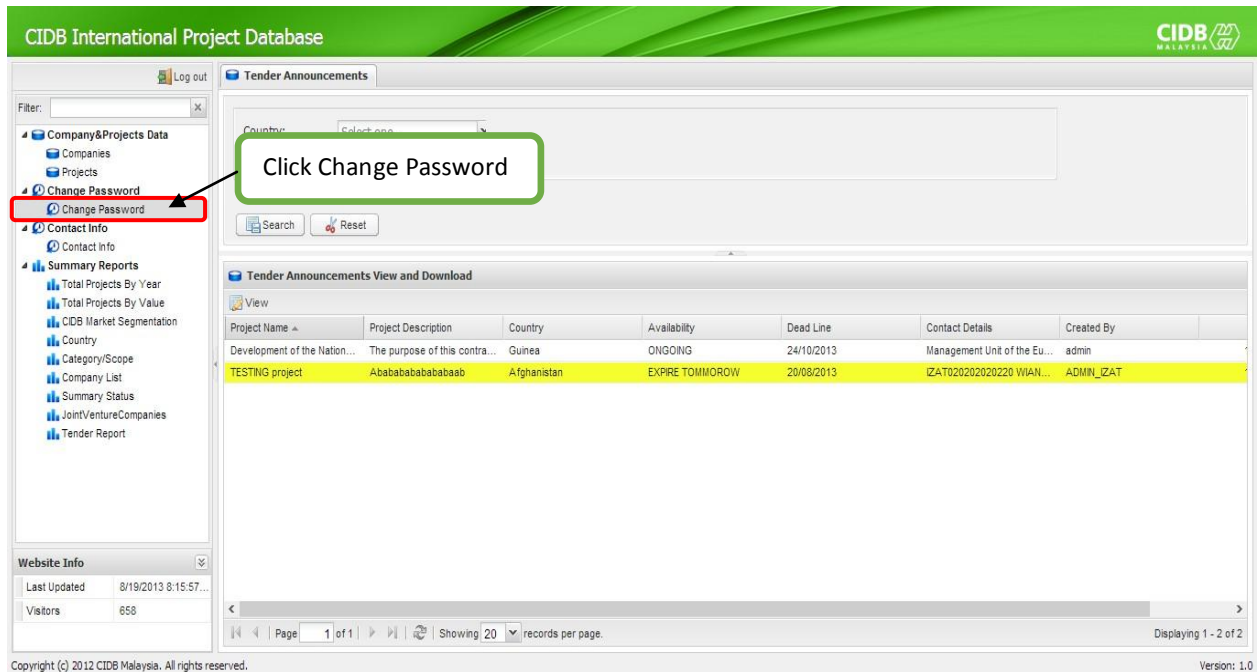 CIDB International Project Database
CIDB
MALAYSIA
Log out
Tender Announcements
Filter:
Company&Projects Data
Companies
Projects
Change Password
Change Password
Contact Info
Contact Info
Summary Reports
Total Projects By Year
Total Projects By Value
CIDB Market Segmentation
Country
Category/Scope
Company List
Summary Status
JointVentureCompanies
Tender Report
Website Info
Last Updated 8/19/2013 8:15:57...
Visitors 658
Country: Select one
Click Change Password
Search Reset
Tender Announcements View and Download
View
Project Name Project Description Country Availability Dead Line Contact Details Created By
Development of the Nation... The purpose of this contra... Guinea ONGOING 24/10/2013 Management Unit of the Eu... admin
TESTING project Abababababababaab Afghanistan EXPIRE TOMMOROW 20/08/2013 IZAT020202020220 WIAN... ADMIN_IZAT
Page 1 of 1 Showing 20 records per page. Displaying 1 - 2 of 2
Copyright (c) 2012 CIDB Malaysia. All rights reserved. Version: 1.0